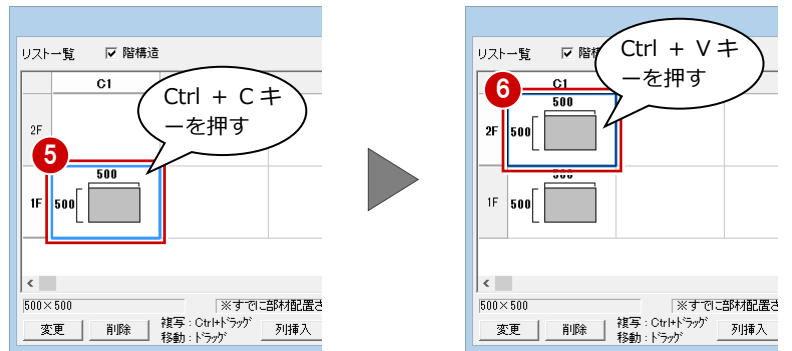 リスト一覧 階構造
C1
Ctrl + C キ
ーを押す
2F
5
500
1F 500
500×500 ※すでに部材配置さ
変更 削除 複写 : Ctrl+ドラッグ 列挿入
移動 : ドラッグ
リスト一覧 階構
Ctrl + V キ
ーを押す
6
C1
500
2F 500
500
1F 500
500×500 ※すでに部材配置さ
変更 削除 複写 : Ctrl+ドラッグ 列挿入
移動 : ドラッグ